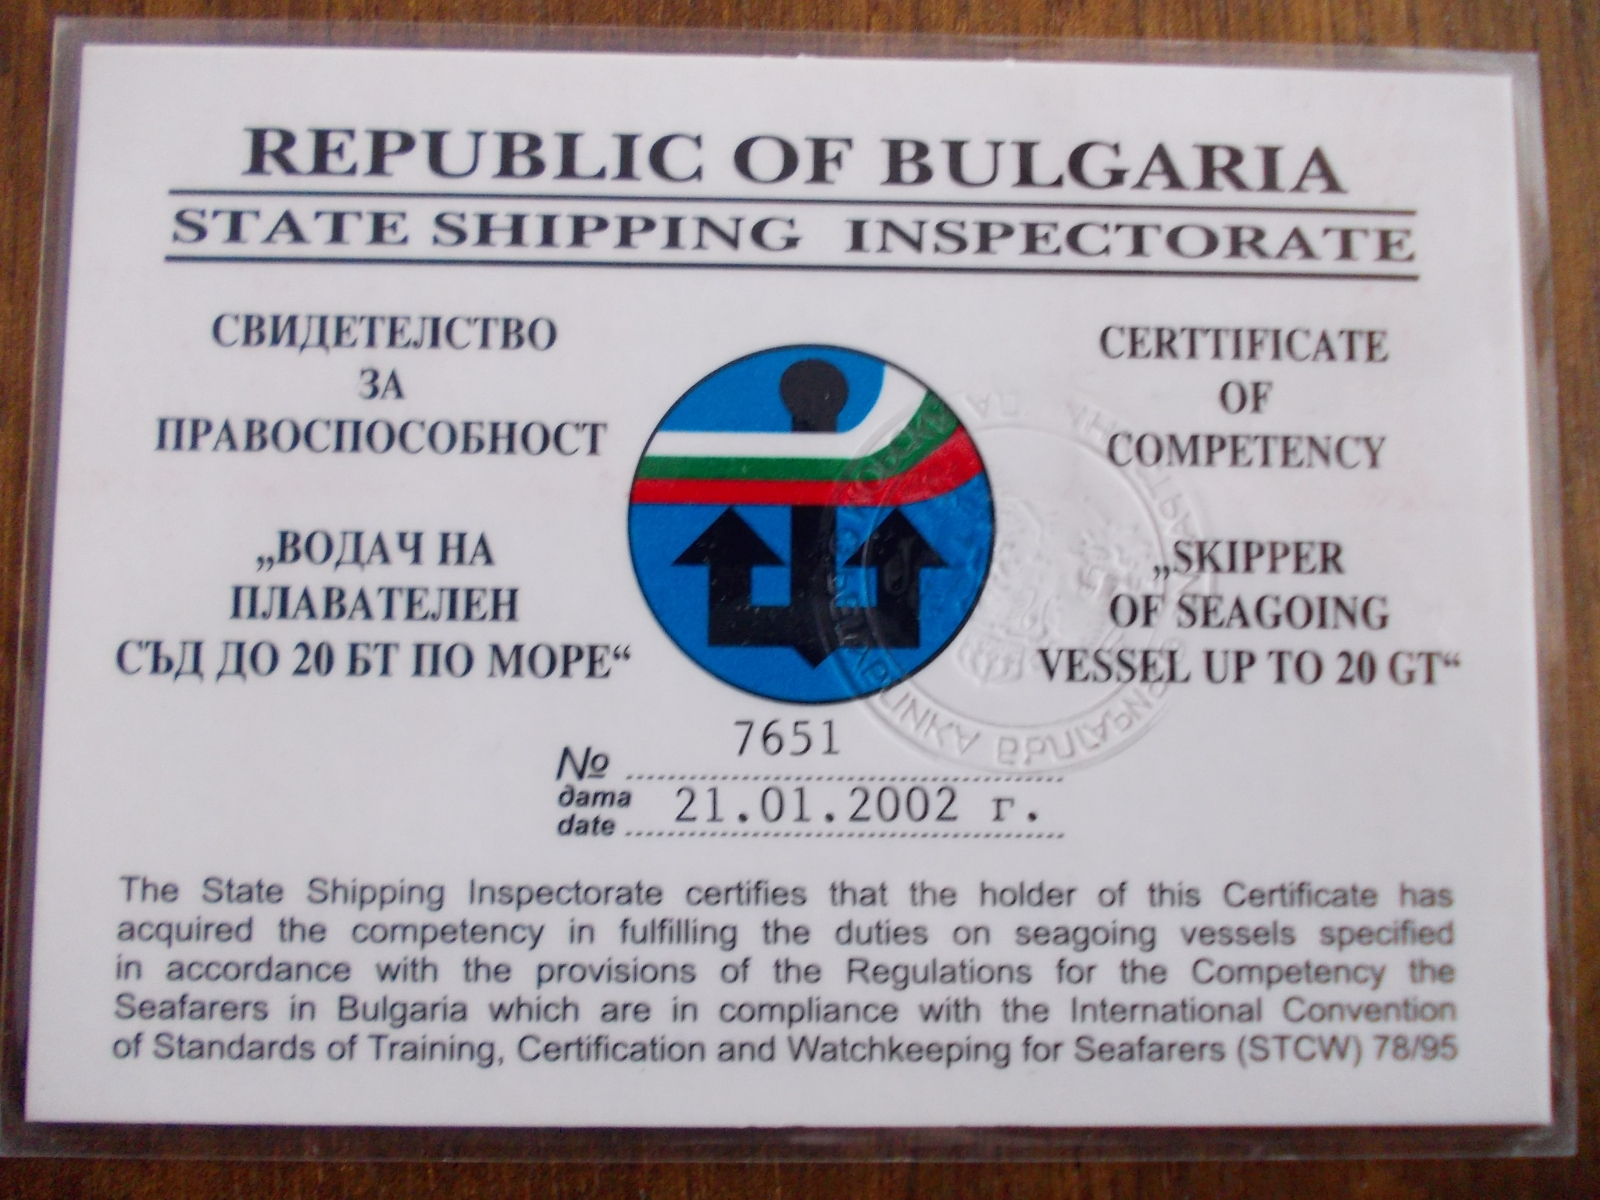 REPUBLIC OF BULGARIA
STATE SHIPPING INSPECTORATE
СВИДЕТЕЛСТВО
ЗА
ПРАВОСПОСОБНОСТ
„ВОДАЧ НА
ПЛАВАТЕЛЕН
СЪД ДО 20 БТ ПО МОРЕ“
CERTTIFICATE
OF
COMPETENCY
„SKIPPER
OF SEAGOING
VESSEL UP TO 20 GT“
№ 7651
дата
date 21.01.2002 г.
The State Shipping Inspectorate certifies that the holder of this Certificate has
acquired the competency in fulfilling the duties on seagoing vessels specified
in accordance with the provisions of the Regulations for the Competency the
Seafarers in Bulgaria which are in compliance with the International Convention
of Standards of Training, Certification and Watchkeeping for Seafarers (STCW) 78/95